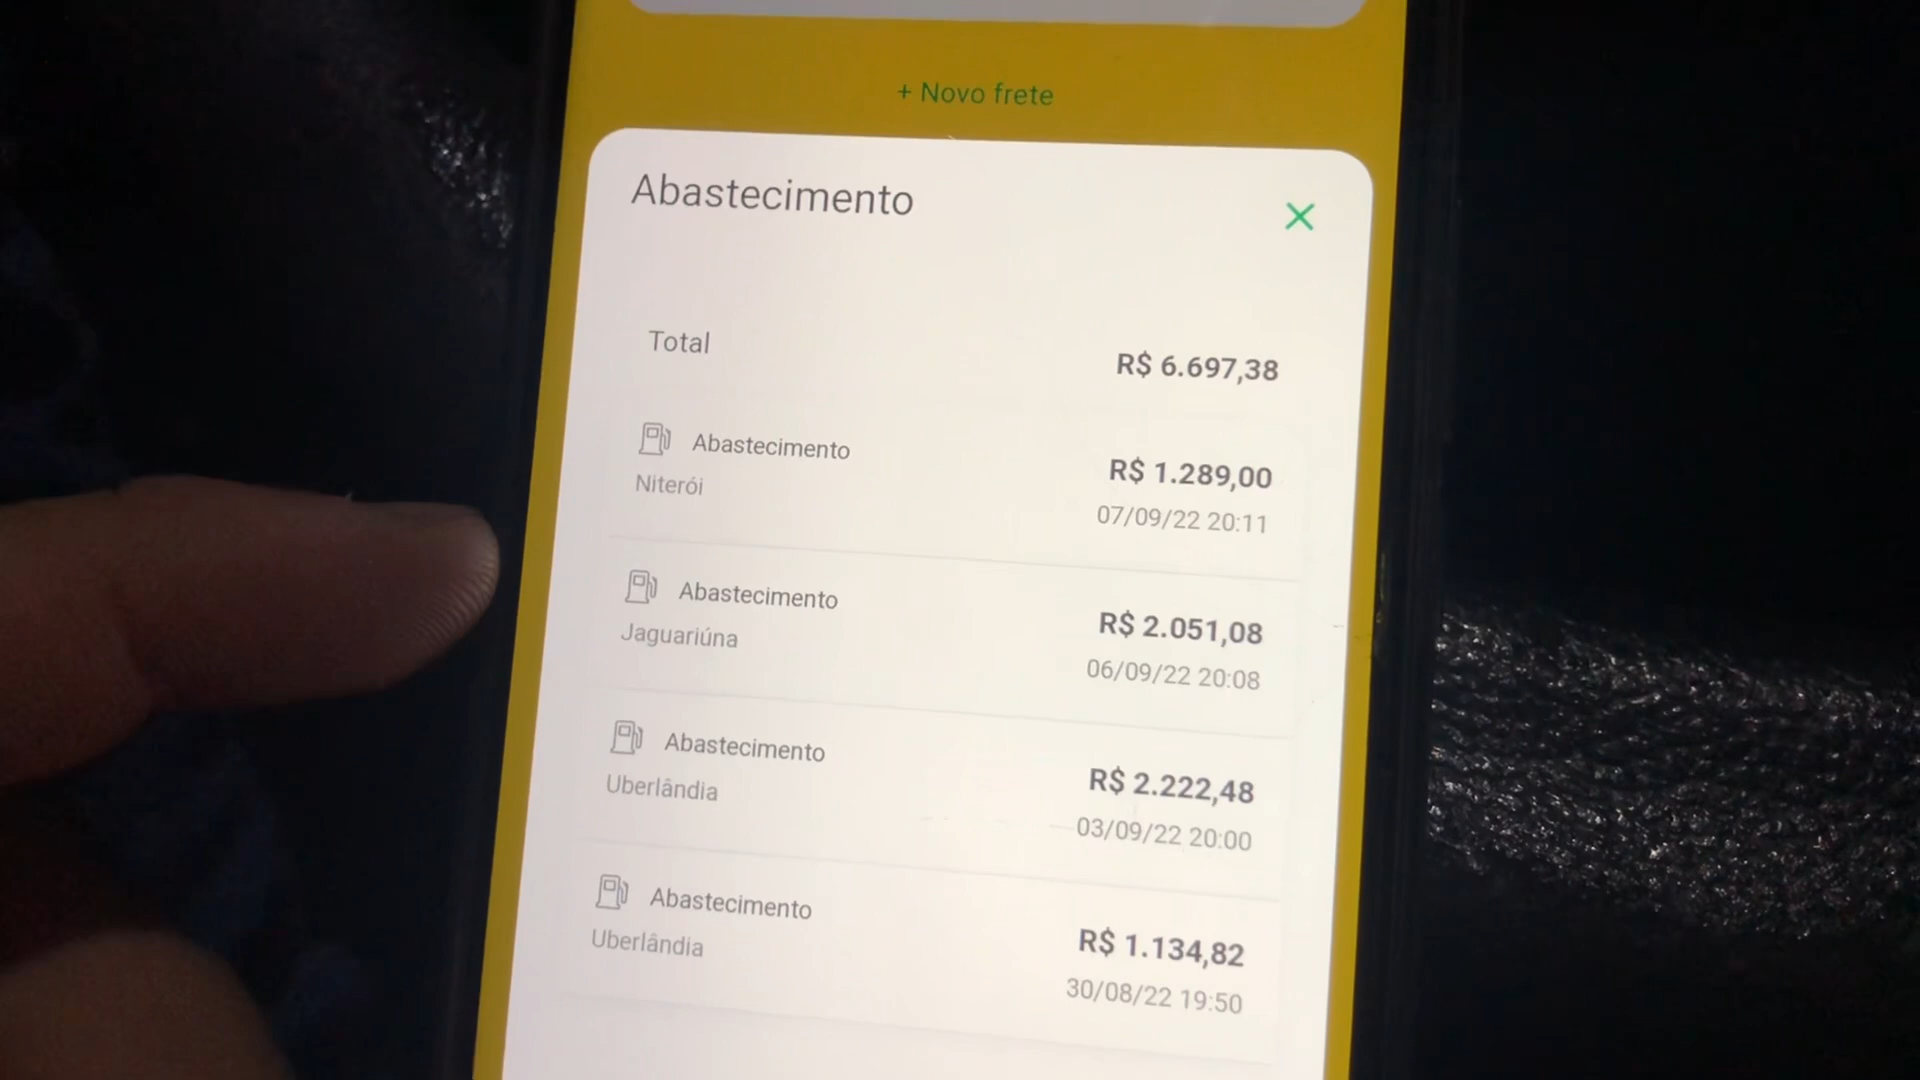 + Novo frete
Abastecimento
Total
R$ 6.697,38
Abastecimento
Niterói
R$ 1.289,00
07/09/22 20:11
Abastecimento
Jaguariúna
R$ 2.051,08
06/09/22 20:08
Abastecimento
Uberlândia
R$ 2.222,48
03/09/22 20:00
Abastecimento
Uberlândia
R$ 1.134,82
30/08/22 19:50